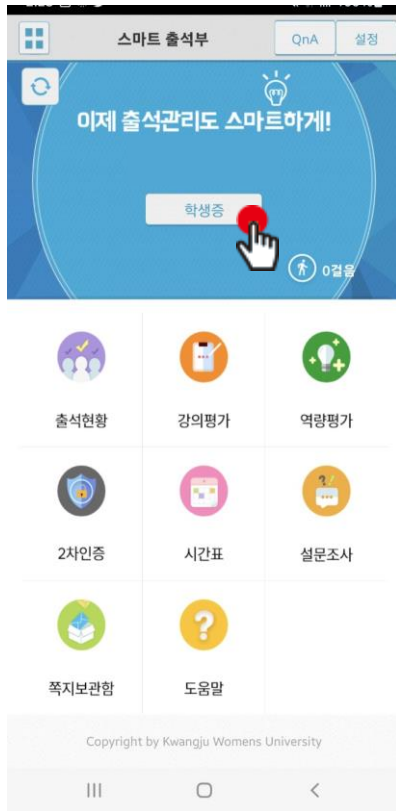 스마트 출석부
QnA
설정
이제 출석관리도 스마트하게!
학생증
0걸음
출석현황
강의평가
역량평가
2차인증
시간표
설문조사
쪽지보관함
도움말
Copyright by Kwangju Womens University